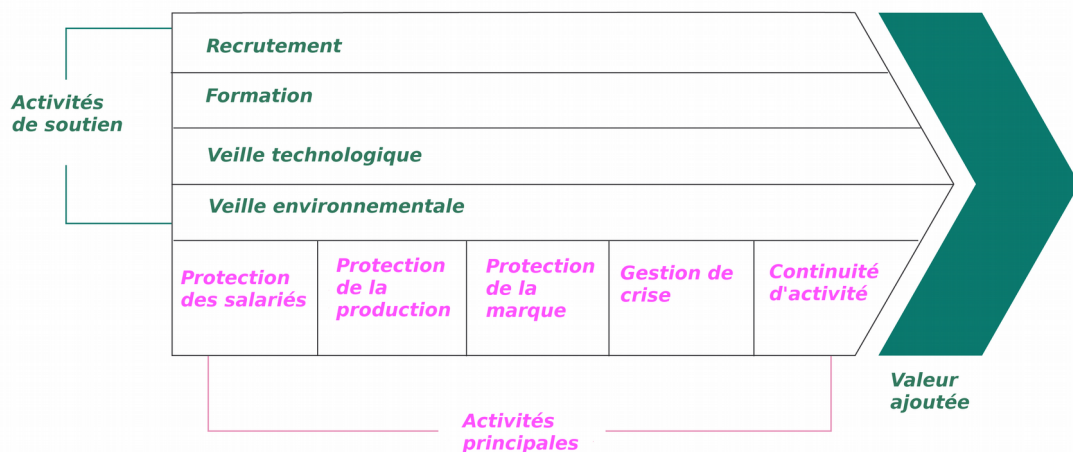 Recrutement
Formation
Activités
de soutien
Veille technologique
Veille environnementale
Protection
des salariés
Protection
de la
production
Protection
de la
marque
Gestion de
crise
Continuité
d'activité
Valeur
ajoutée
Activités
principales